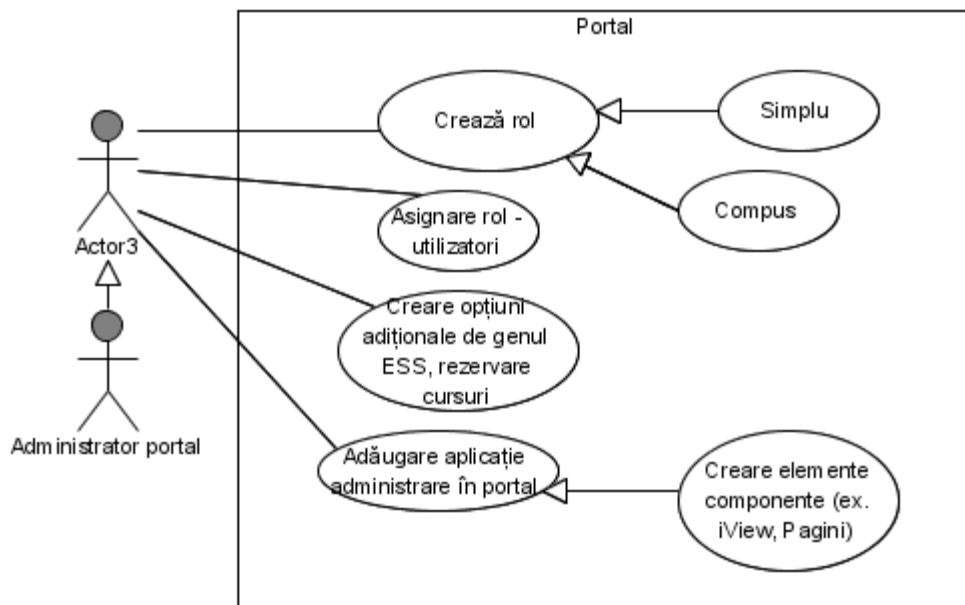 Portal
Crează rol
Simplu
Compus
Asignare rol -
utilizatori
Actor3
Creare opțiuni
adiționale de genul
ESS, rezervare
cursuri
Administrator portal
Adăugare aplicație
administrare în portal
Creare elemente
componente (ex.
iView, Pagini)